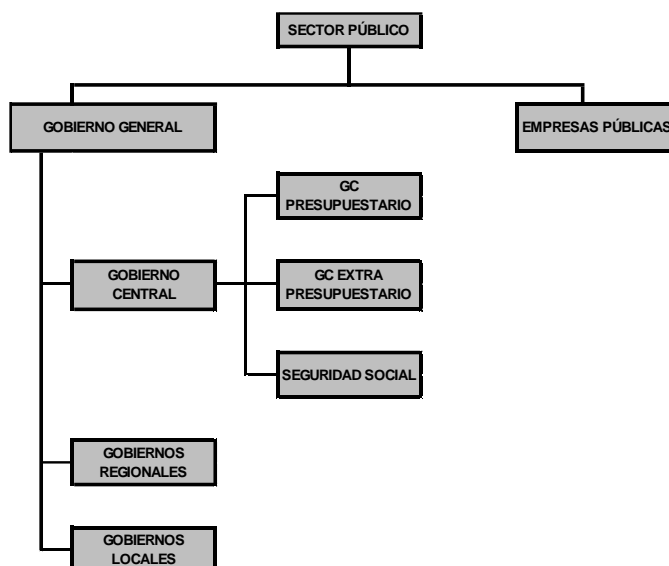 SECTOR PÚBLICO
GOBIERNO GENERAL
EMPRESAS PÚBLICAS
GC
PRESUPUESTARIO
GOBIERNO
CENTRAL
GC EXTRA
PRESUPUESTARIO
SEGURIDAD SOCIAL
GOBIERNOS
REGIONALES
GOBIERNOS
LOCALES